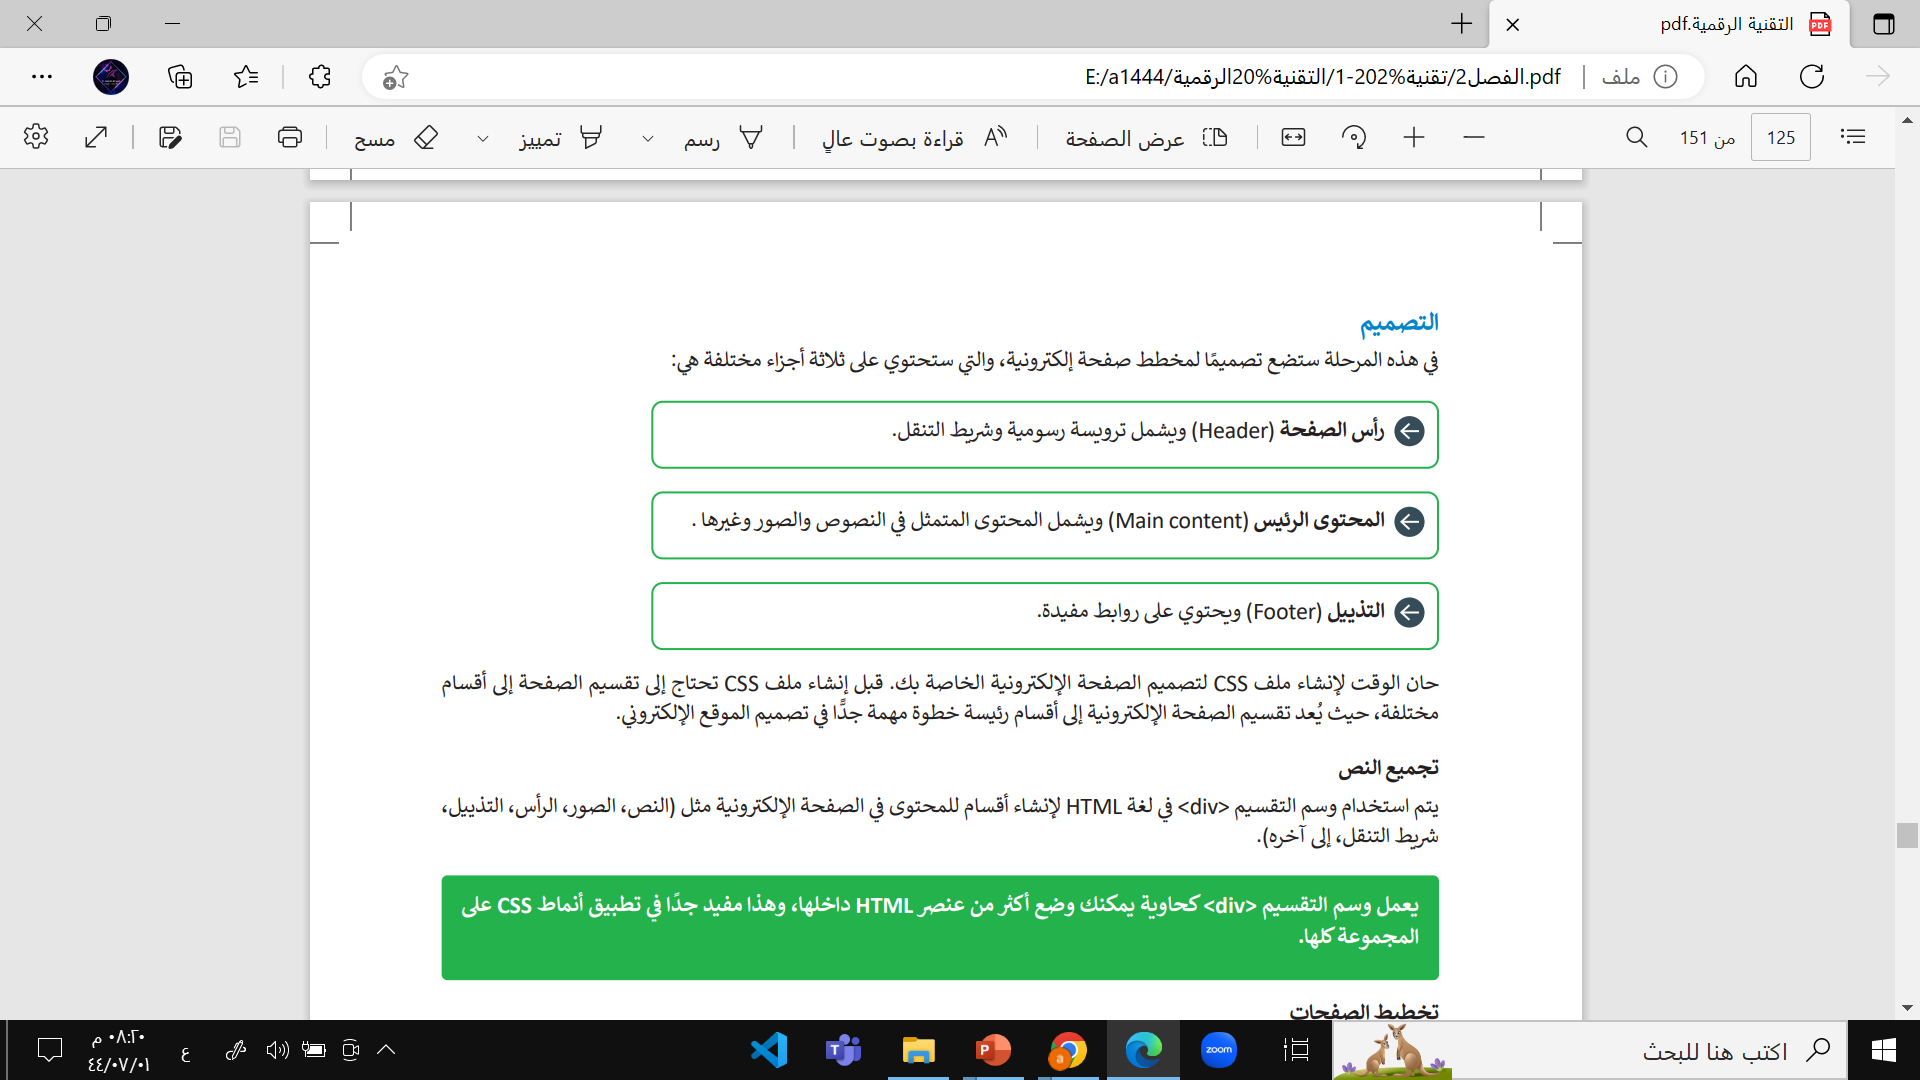 التقنية الرقمية.pdf
ملف
E:/a1444/التقنية%20الرقمية/1-202%الفصل2/تقنية.pdf
125
من 151
عرض الصفحة
قراءة بصوت عالٍ
رسم
تمييز
مسح
التصميم
في هذه المرحلة ستضع تصميمًا لمخطط صفحة إلكترونية، والتي ستحتوي على ثلاثة أجزاء مختلفة هي:
رأس الصفحة (Header) ويشمل ترويسة رسومية وشريط التنقل.
المحتوى الرئيس (Main content) ويشمل المحتوى المتمثل في النصوص والصور وغيرها .
التذييل (Footer) ويحتوي على روابط مفيدة.
حان الوقت لإنشاء ملف CSS لتصميم الصفحة الإلكترونية الخاصة بك. قبل إنشاء ملف CSS تحتاج إلى تقسيم الصفحة إلى أقسام
مختلفة، حيث يُعد تقسيم الصفحة الإلكترونية إلى أقسام رئيسة خطوة مهمة جدًّا في تصميم الموقع الإلكتروني.
تجميع النص
يتم استخدام وسم التقسيم <div> في لغة HTML لإنشاء أقسام للمحتوى في الصفحة الإلكترونية مثل (النص، الصور، الرأس، التذييل،
شريط التنقل، إلى آخره).
يعمل وسم التقسيم <div> كحاوية يمكنك وضع أكثر من عنصر HTML داخلها، وهذا مفيد جدًا في تطبيق أنماط CSS على
المجموعة كلها.
تخطيط الصفحات
اكتب هنا للبحث
zoom
ع
٠٨:٢٠ م
٤٤/٠٧/٠١